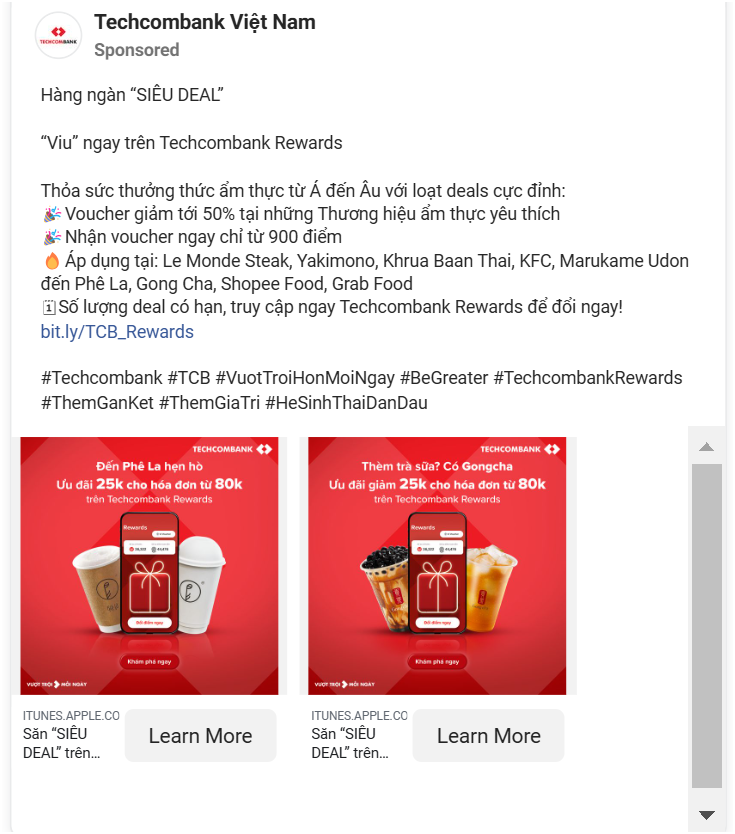 TECHCOMBANK
Techcombank Việt Nam
Sponsored
Hàng ngàn “SIÊU DEAL”
“Viu” ngay trên Techcombank Rewards
Thỏa sức thưởng thức ẩm thực từ Á đến Âu với loạt deals cực đỉnh:
🎉Voucher giảm tới 50% tại những Thương hiệu ẩm thực yêu thích
🎉Nhận voucher ngay chỉ từ 900 điểm
🔥Áp dụng tại: Le Monde Steak, Yakimono, Khrua Baan Thai, KFC, Marukame Udon
đến Phê La, Gong Cha, Shopee Food, Grab Food
🗓Số lượng deal có hạn, truy cập ngay Techcombank Rewards để đổi ngay!
bit.ly/TCB_Rewards
#Techcombank #TCB #VuotTroiHonMoiNgay #BeGreater #TechcombankRewards
#ThemGanKet #ThemGiaTri #HeSinhThaiDanDau
TECHCOMBANK
Đến Phê La hẹn hò
Ưu đãi 25k cho hóa đơn từ 80k
trên Techcombank Rewards
Rewards
Đổi điểm ngay
Khám phá ngay
VƯỢT TRỘI MỖI NGÀY
ITUNES.APPLE.CO
Săn “SIÊU
DEAL” trên…
Learn More
TECHCOMBANK
Thèm trà sữa? Có Gongcha
Ưu đãi giảm 25k cho hóa đơn từ 80k
trên Techcombank Rewards
Rewards
Đổi điểm ngay
Khám phá ngay
VƯỢT TRỘI MỖI NGÀY
ITUNES.APPLE.CO
Săn “SIÊU
DEAL” trên…
Learn More